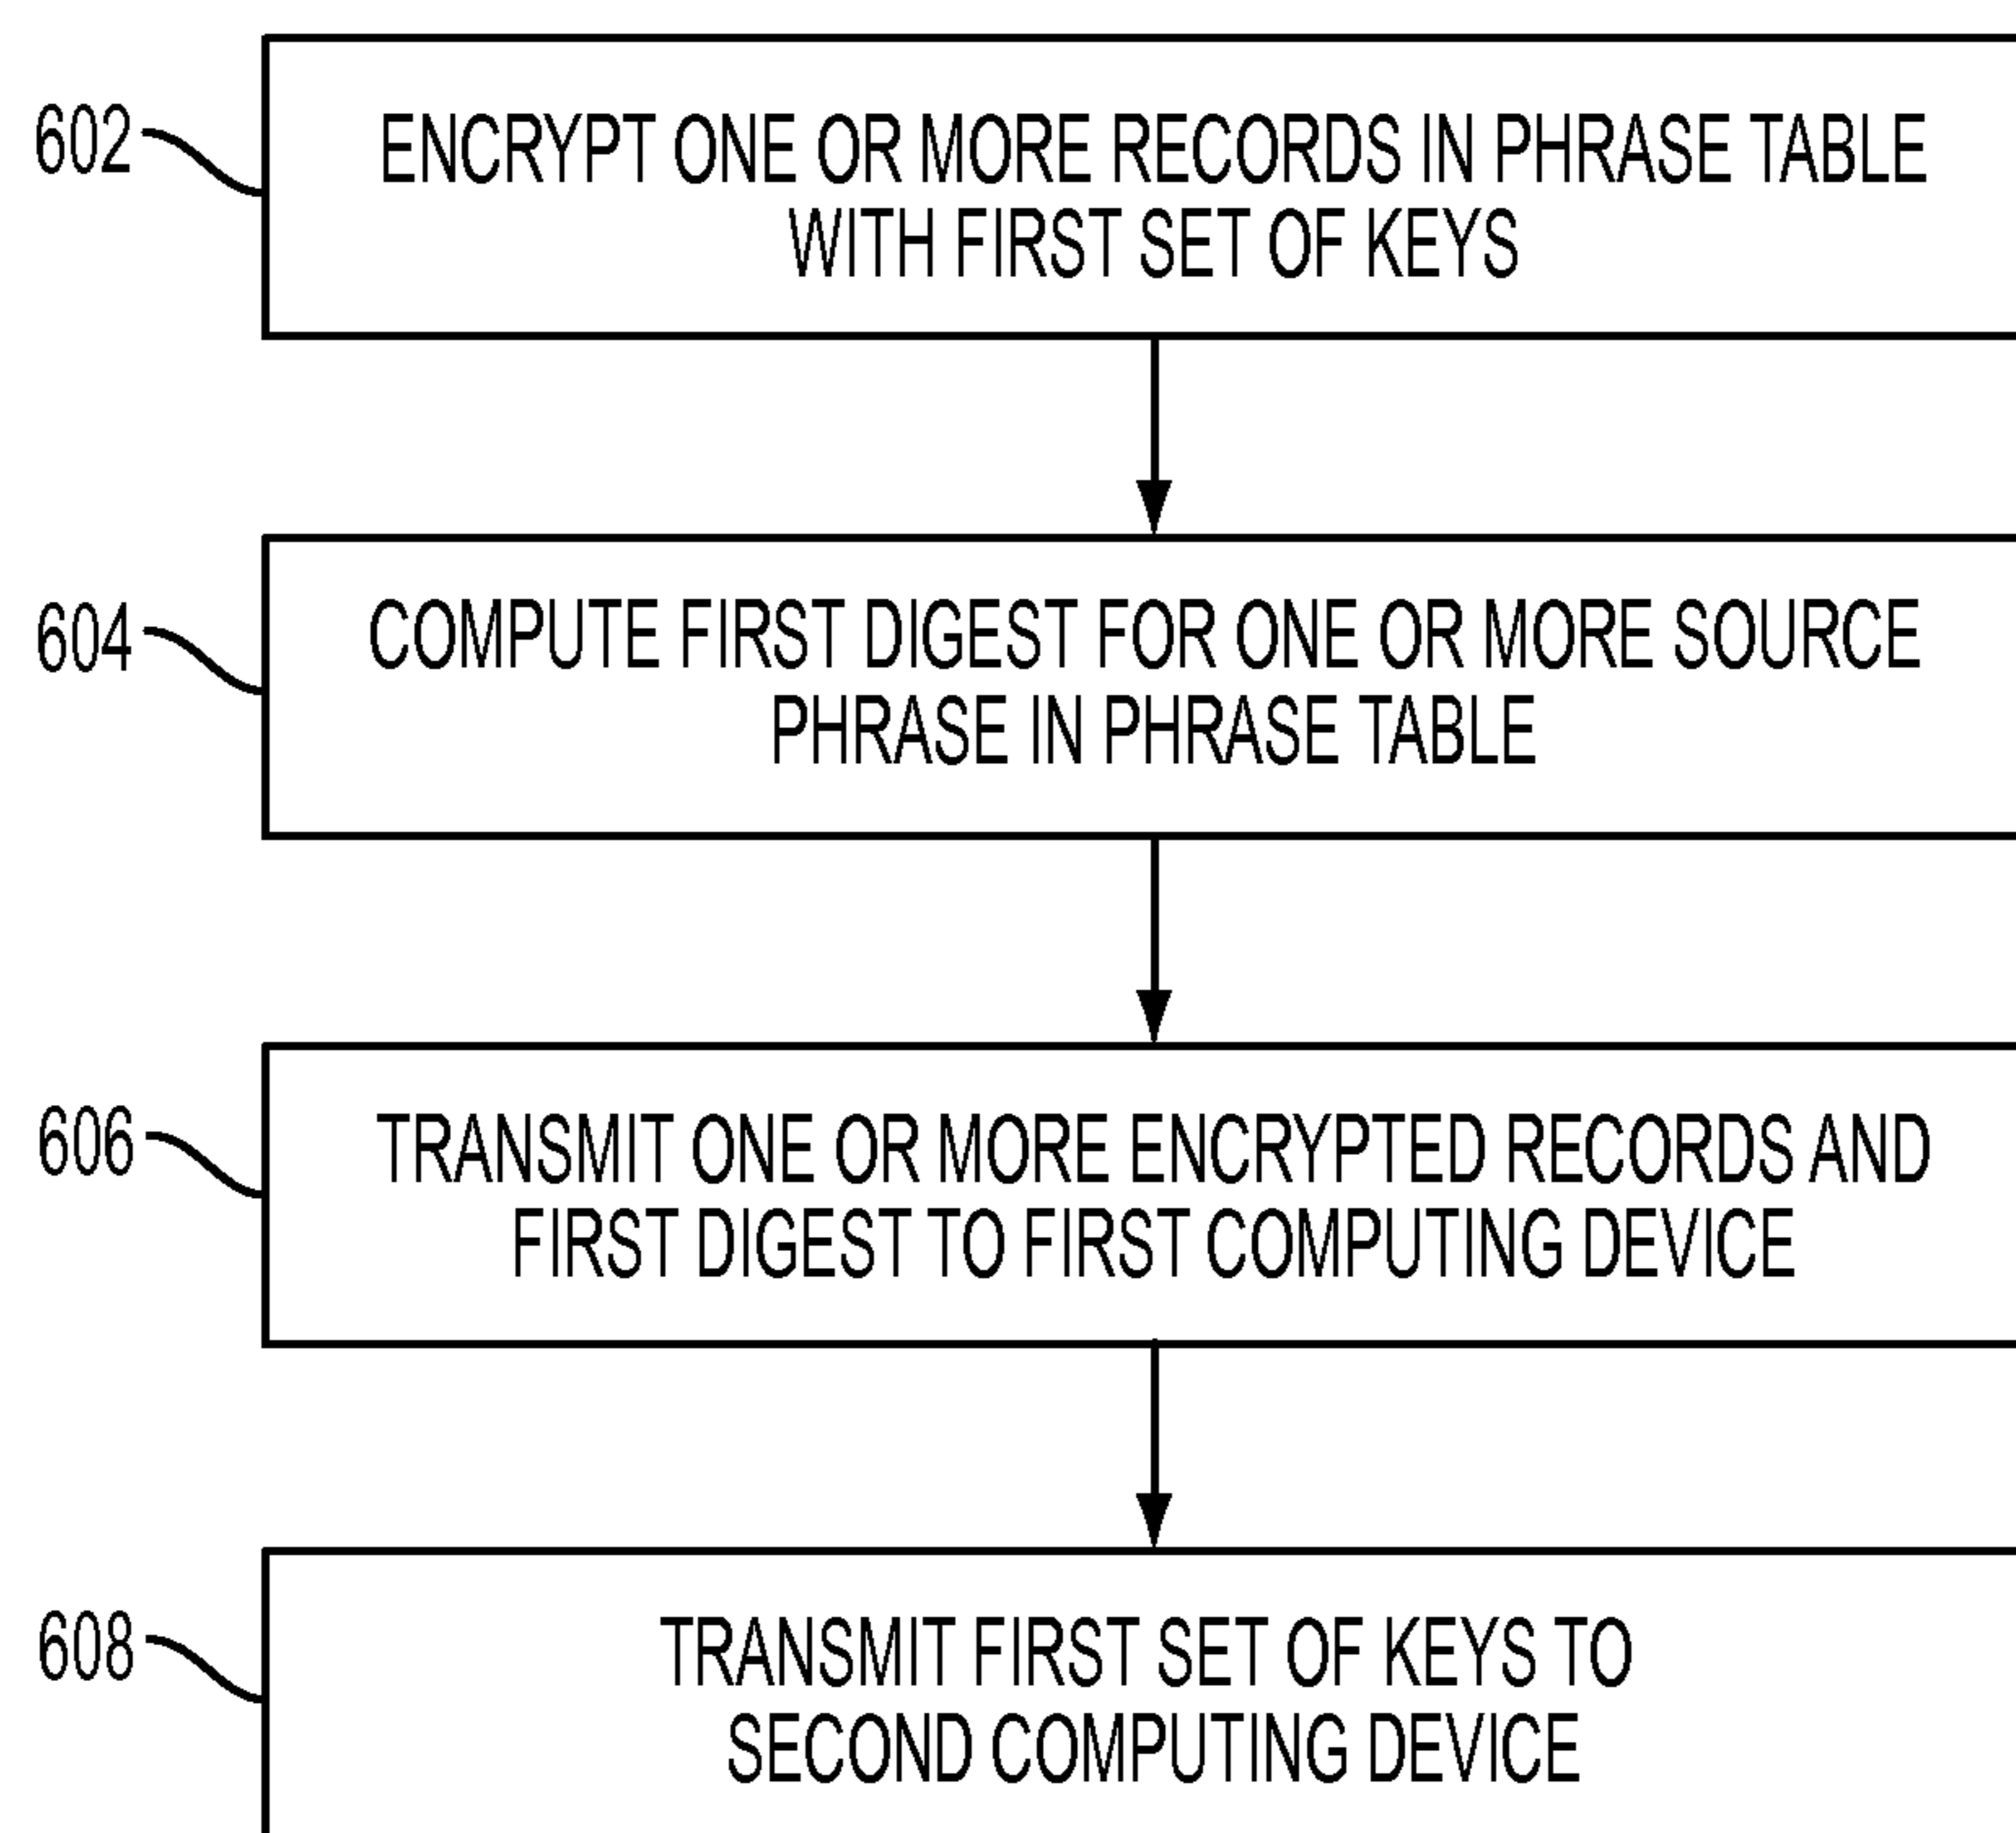 602
ENCRYPT ONE OR MORE RECORDS IN PHRASE TABLE
WITH FIRST SET OF KEYS
604
COMPUTE FIRST DIGEST FOR ONE OR MORE SOURCE
PHRASE IN PHRASE TABLE
606
TRANSMIT ONE OR MORE ENCRYPTED RECORDS AND
FIRST DIGEST TO FIRST COMPUTING DEVICE
608
TRANSMIT FIRST SET OF KEYS TO
SECOND COMPUTING DEVICE